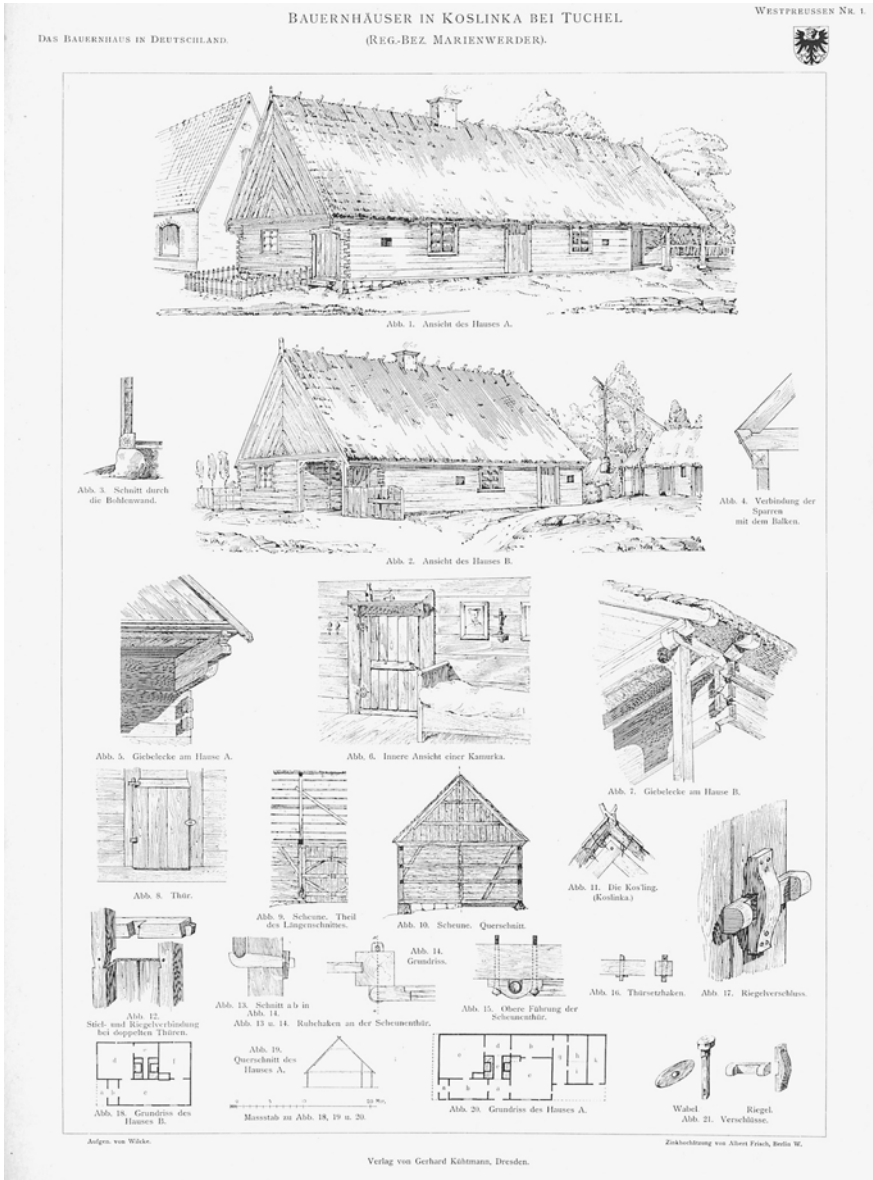 BAUERNHÄUSER IN KOSLINKA BEI TUCHEL
WESTPREUSSEN NR. 1.
DAS BAUERNHAUS IN DEUTSCHLAND.
(REG.-BEZ. MARIENWERDER).
Abb. 1. Ansicht des Hauses A.
Abb. 3. Schnitt durch
die Bohlenwand.
Abb. 4. Verbindung der
Sparren
mit dem Balken.
Abb. 2. Ansicht des Hauses B.
Abb. 5. Giebelecke am Hause A.
Abb. 6. Innere Ansicht einer Kamurka.
Abb. 7. Giebelecke am Hause B.
Abb. 8. Thür.
Abb. 9. Scheune. Theil
des Längenschnittes.
Abb. 10. Scheune. Querschnitt.
Abb. 11. Die Kos'ling.
(Koslinka.)
Abb. 12.
Stiel- und Riegelverbindung
bei doppelten Thüren.
Abb. 13. Schnitt a b in
Abb. 14.
Abb. 14.
Grundriss.
Abb. 13 u. 14. Ruhehaken an der Scheunenthür.
Abb. 15. Obere Führung der
Scheunenthür.
Abb. 16. Thürsetzhaken.
Abb. 17. Riegelverschluss.
Abb. 18. Grundriss des
Hauses B.
Abb. 19.
Querschnitt des
Hauses A.
Massstab zu Abb. 18, 19 u. 20.
Abb. 20. Grundriss des Hauses A.
Wabel.
Riegel.
Abb. 21. Verschlüsse.
Aufgen. von Wilcke.
Zinkhochätzung von Albert Frisch, Berlin W.
Verlag von Gerhard Kühtmann, Dresden.